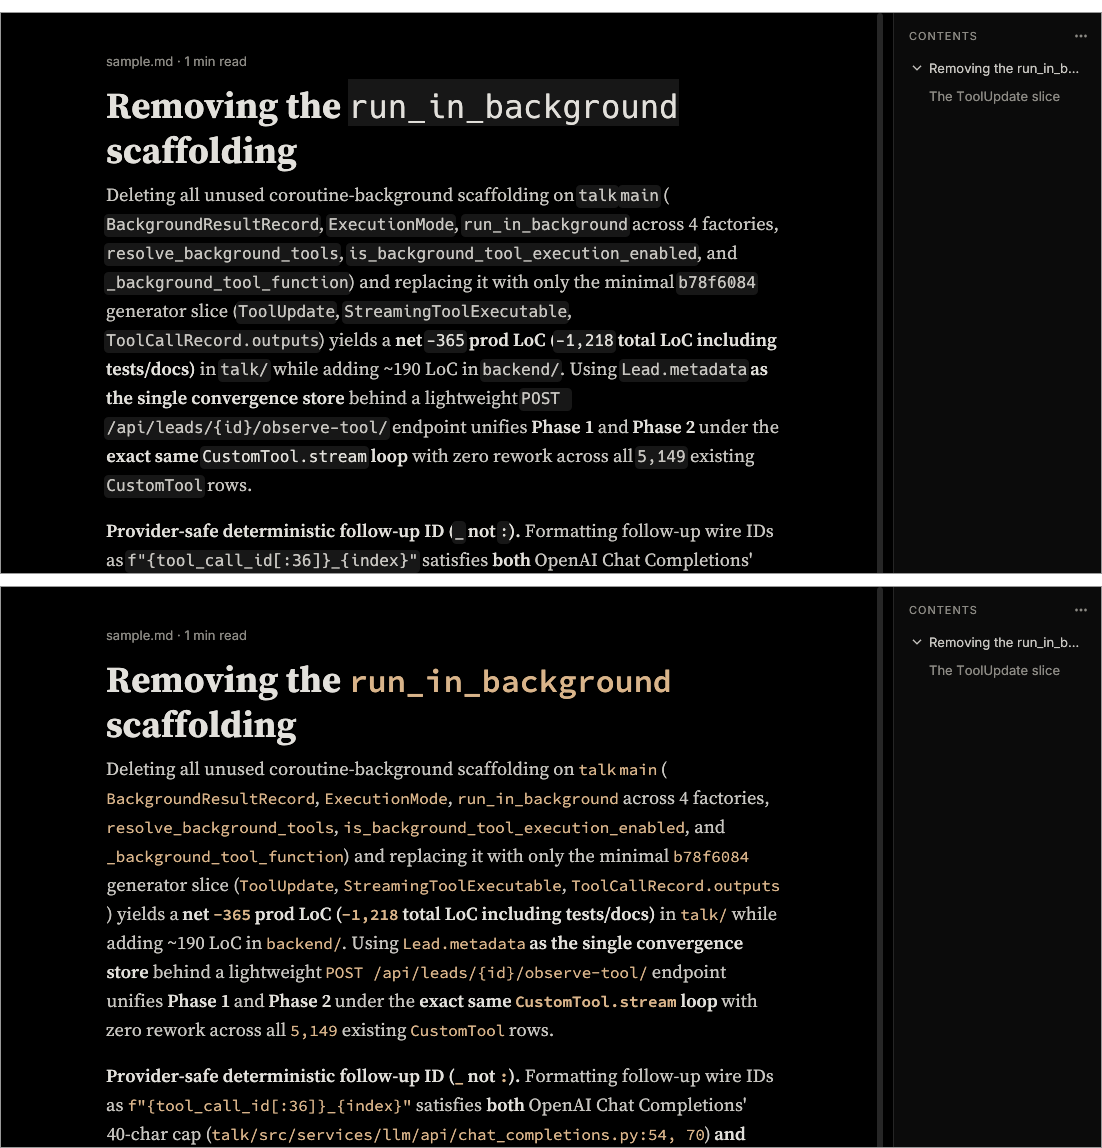 sample.md · 1 min read
CONTENTS
Removing the run_in_b...
The ToolUpdate slice
Removing the run_in_background
scaffolding
Deleting all unused coroutine-background scaffolding on talk main (
BackgroundResultRecord, ExecutionMode, run_in_background across 4 factories,
resolve_background_tools, is_background_tool_execution_enabled, and
_background_tool_function) and replacing it with only the minimal b78f6084
generator slice (ToolUpdate, StreamingToolExecutable,
ToolCallRecord.outputs) yields a net -365 prod LoC (-1,218 total LoC including
tests/docs) in talk/ while adding ~190 LoC in backend/. Using Lead.metadata as
the single convergence store behind a lightweight POST
/api/leads/{id}/observe-tool/ endpoint unifies Phase 1 and Phase 2 under the
exact same CustomTool.stream loop with zero rework across all 5,149 existing
CustomTool rows.
Provider-safe deterministic follow-up ID (_ not :). Formatting follow-up wire IDs
as f"{tool_call_id[:36]}_{index}" satisfies both OpenAI Chat Completions'
sample.md · 1 min read
CONTENTS
Removing the run_in_b...
The ToolUpdate slice
Removing the run_in_background
scaffolding
Deleting all unused coroutine-background scaffolding on talk main (
BackgroundResultRecord, ExecutionMode, run_in_background across 4 factories,
resolve_background_tools, is_background_tool_execution_enabled, and
_background_tool_function) and replacing it with only the minimal b78f6084
generator slice (ToolUpdate, StreamingToolExecutable, ToolCallRecord.outputs
) yields a net -365 prod LoC (-1,218 total LoC including tests/docs) in talk/ while
adding ~190 LoC in backend/. Using Lead.metadata as the single convergence
store behind a lightweight POST /api/leads/{id}/observe-tool/ endpoint
unifies Phase 1 and Phase 2 under the exact same CustomTool.stream loop with
zero rework across all 5,149 existing CustomTool rows.
Provider-safe deterministic follow-up ID (_ not :). Formatting follow-up wire IDs
as f"{tool_call_id[:36]}_{index}" satisfies both OpenAI Chat Completions'
40-char cap (talk/src/services/llm/api/chat_completions.py:54, 70) and